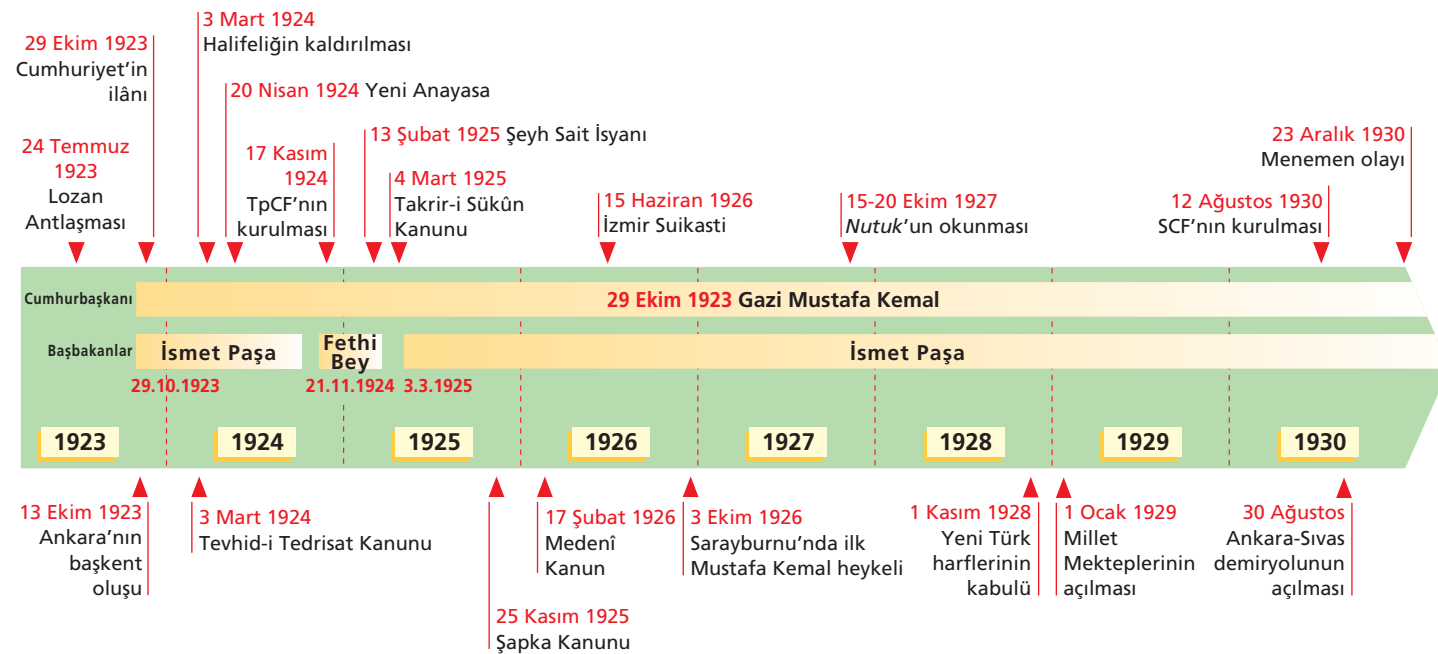 3 Mart 1924
Halifeliğin kaldırılması
29 Ekim 1923
Cumhuriyet'in
ilânı
20 Nisan 1924 Yeni Anayasa
24 Temmuz
1923
Lozan
Antlaşması
17 Kasım
1924
TpCF'nın
kurulması
13 Şubat 1925 Şeyh Sait İsyanı
4 Mart 1925
Takrir-i Sükûn
Kanunu
15 Haziran 1926
İzmir Suikasti
15-20 Ekim 1927
Nutuk'un okunması
12 Ağustos 1930
SCF'nın kurulması
23 Aralık 1930
Menemen olayı
Cumhurbaşkanı
29 Ekim 1923 Gazi Mustafa Kemal
Başbakanlar
İsmet Paşa
Fethi
Bey
İsmet Paşa
29.10.1923
21.11.1924
3.3.1925
1923
1924
1925
1926
1927
1928
1929
1930
13 Ekim 1923
Ankara'nın
başkent
oluşu
3 Mart 1924
Tevhid-i Tedrisat Kanunu
25 Kasım 1925
Şapka Kanunu
17 Şubat 1926
Medenî
Kanun
3 Ekim 1926
Sarayburnu'nda ilk
Mustafa Kemal heykeli
1 Kasım 1928
Yeni Türk
harflerinin
kabulü
1 Ocak 1929
Millet
Mekteplerinin
açılması
30 Ağustos
Ankara-Sıvas
demiryolunun
açılması